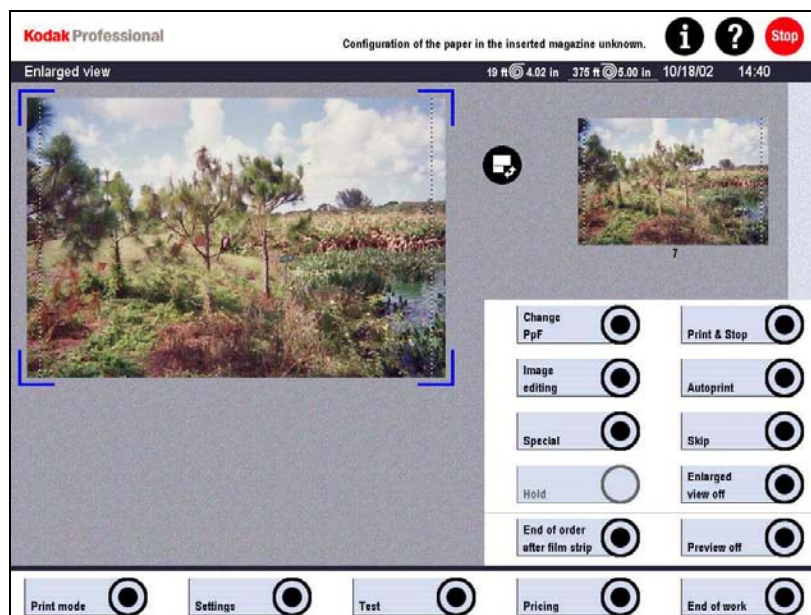 Kodak Professional
Configuration of the paper in the inserted magazine unknown.
i ? Stop
Enlarged view
19 ft 4.02 in 375 ft 5.00 in 10/18/02 14:40
7
Change
PpF
Print & Stop
Image
editing
Autoprint
Special
Skip
Hold
Enlarged
view off
End of order
after film strip
Preview off
Print mode
Settings
Test
Pricing
End of work